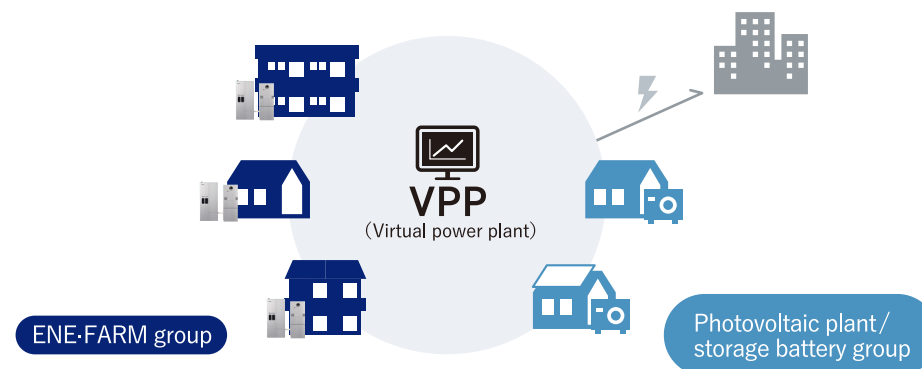 VPP
(Virtual power plant)
ENE·FARM group
Photovoltaic plant/
storage battery group